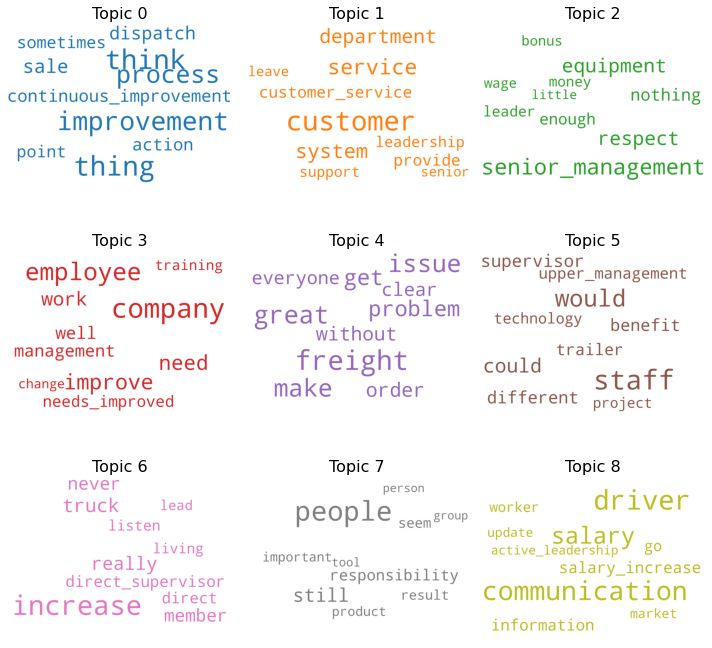 Topic 0
sometimes dispatch
sale think
process
continuous_improvement
improvement
point action
thing
Topic 1
department
leave service
customer_service
customer
system leadership
provide
support senior
Topic 2
bonus
equipment
wage money
little nothing
leader enough
respect
senior_management
Topic 3
employee training
work company
well
management need
change improve
needs_improved
Topic 4
everyone get issue
clear
great problem
without
freight
make order
Topic 5
supervisor
upper_management
would
technology benefit
trailer
could staff
different project
Topic 6
never
truck lead
listen
living
really
direct_supervisor
increase direct
member
Topic 7
person
people seem group
important tool
responsibility
still result
product
Topic 8
worker driver
update salary
active_leadership go
salary_increase
communication
market
information